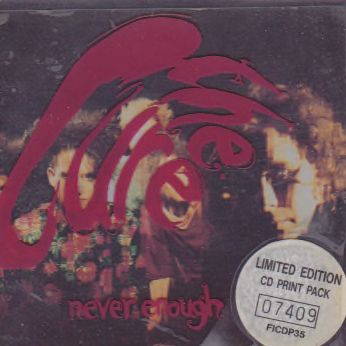 Cure
never enough
LIMITED EDITION
CD PRINT PACK
07409
FICDP35